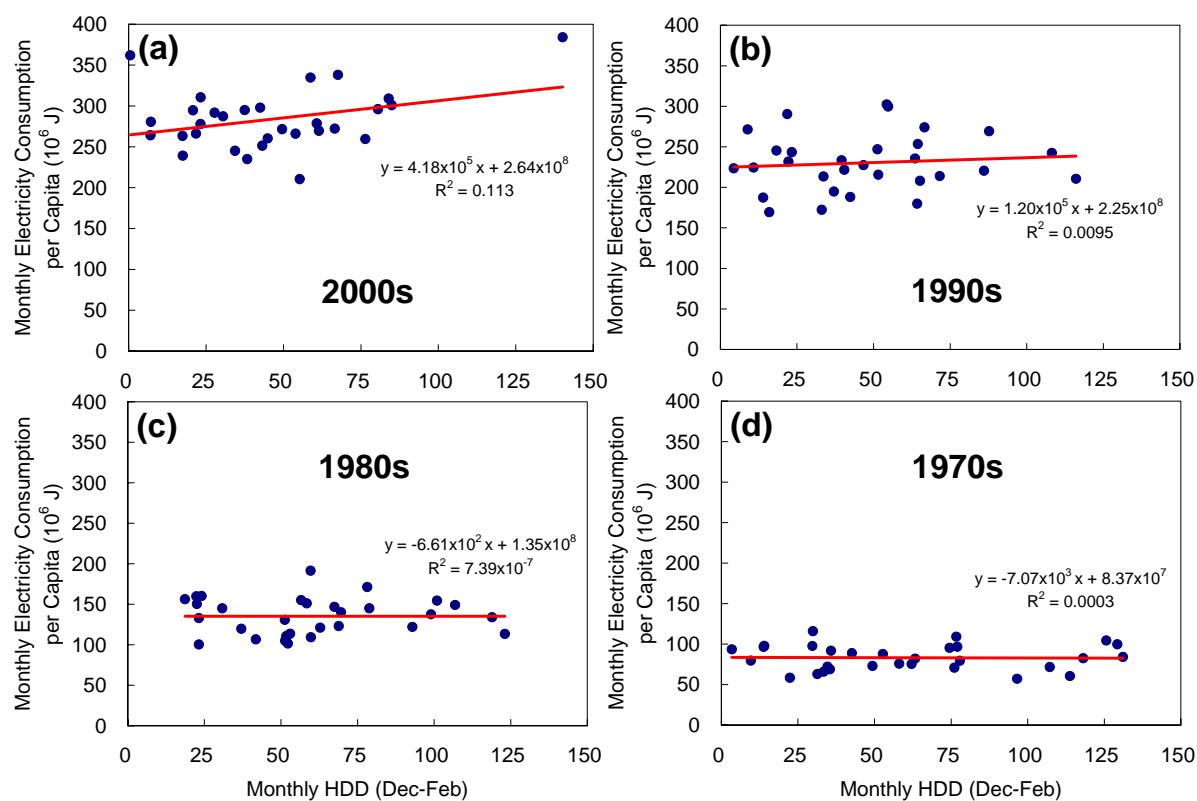 Monthly Electricity Consumption
per Capita (10⁶ J)
400
350
300
250
200
150
100
50
0
(a)
y = 4.18x10⁵ x + 2.64x10⁸
R² = 0.113
2000s
0 25 50 75 100 125 150
Monthly Electricity Consumption
per Capita (10⁶ J)
400
350
300
250
200
150
100
50
0
(b)
y = 1.20x10⁵ x + 2.25x10⁸
R² = 0.0095
1990s
0 25 50 75 100 125 150
Monthly Electricity Consumption
per Capita (10⁶ J)
400
350
300
250
200
150
100
50
0
(c)
1980s
y = -6.61x10² x + 1.35x10⁸
R² = 7.39x10⁻⁷
0 25 50 75 100 125 150
Monthly HDD (Dec-Feb)
Monthly Electricity Consumption
per Capita (10⁶ J)
400
350
300
250
200
150
100
50
0
(d)
1970s
y = -7.07x10³ x + 8.37x10⁷
R² = 0.0003
0 25 50 75 100 125 150
Monthly HDD (Dec-Feb)